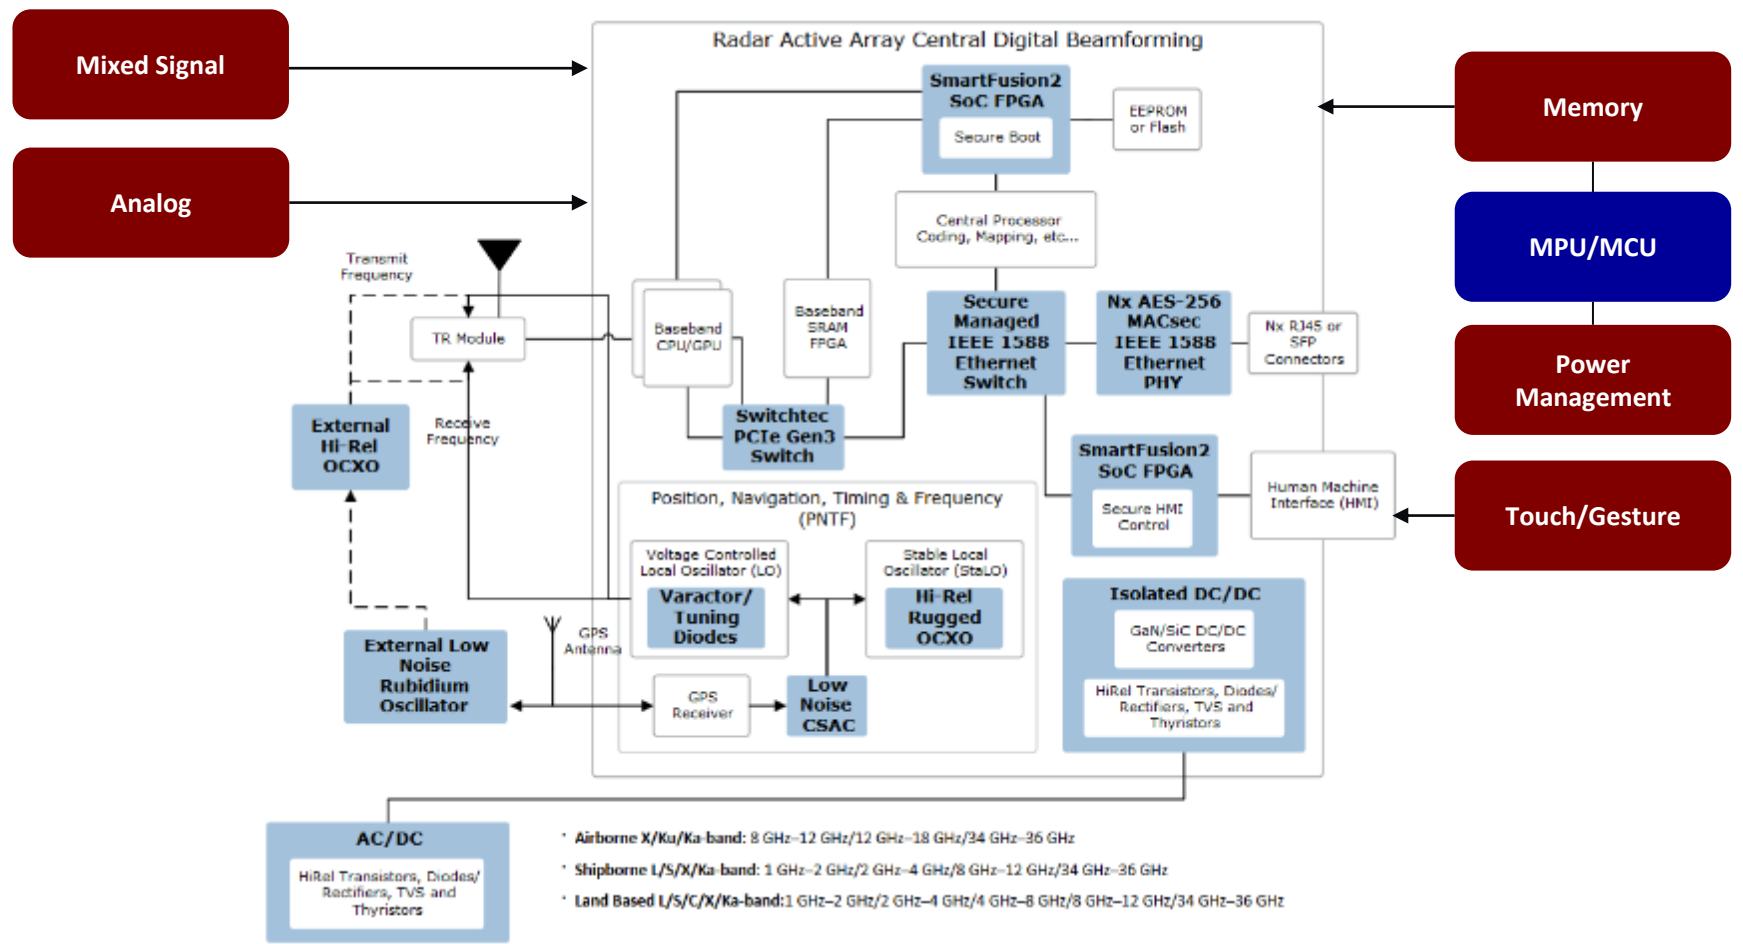 Mixed Signal
Analog
Radar Active Array Central Digital Beamforming
SmartFusion2
SoC FPGA
Secure Boot
EEPROM
or Flash
Memory
MPU/MCU
Power
Management
Touch/Gesture
Central Processor
Coding, Mapping, etc...
Transmit
Frequency
TR Module
Baseband
CPU/GPU
Baseband
SRAM
FPGA
Secure
Managed
IEEE 1588
Ethernet
Switch
Nx AES-256
MACsec
IEEE 1588
Ethernet
PHY
Nx RJ45 or
SFP
Connectors
External
Hi-Rel
OCXO
Receive
Frequency
Switchtec
PCIe Gen3
Switch
SmartFusion2
SoC FPGA
Secure HMI
Control
Human Machine
Interface (HMI)
Position, Navigation, Timing & Frequency
(PNTF)
Voltage Controlled
Local Oscillator (LO)
Varactor/
Tuning
Diodes
Stable Local
Oscillator (StaLO)
Hi-Rel
Rugged
OCXO
Isolated DC/DC
GaN/SiC DC/DC
Converters
HiRel Transistors, Diodes/
Rectifiers, TVS and
Thyristors
GPS
Antenna
External Low
Noise
Rubidium
Oscillator
GPS
Receiver
Low
Noise
CSAC
AC/DC
HiRel Transistors, Diodes/
Rectifiers, TVS and
Thyristors
· Airborne X/Ku/Ka-band: 8 GHz–12 GHz/12 GHz–18 GHz/34 GHz–36 GHz
· Shipborne L/S/X/Ka-band: 1 GHz–2 GHz/2 GHz–4 GHz/8 GHz–12 GHz/34 GHz–36 GHz
· Land Based L/S/C/X/Ka-band:1 GHz–2 GHz/2 GHz–4 GHz/4 GHz–8 GHz/8 GHz–12 GHz/34 GHz–36 GHz